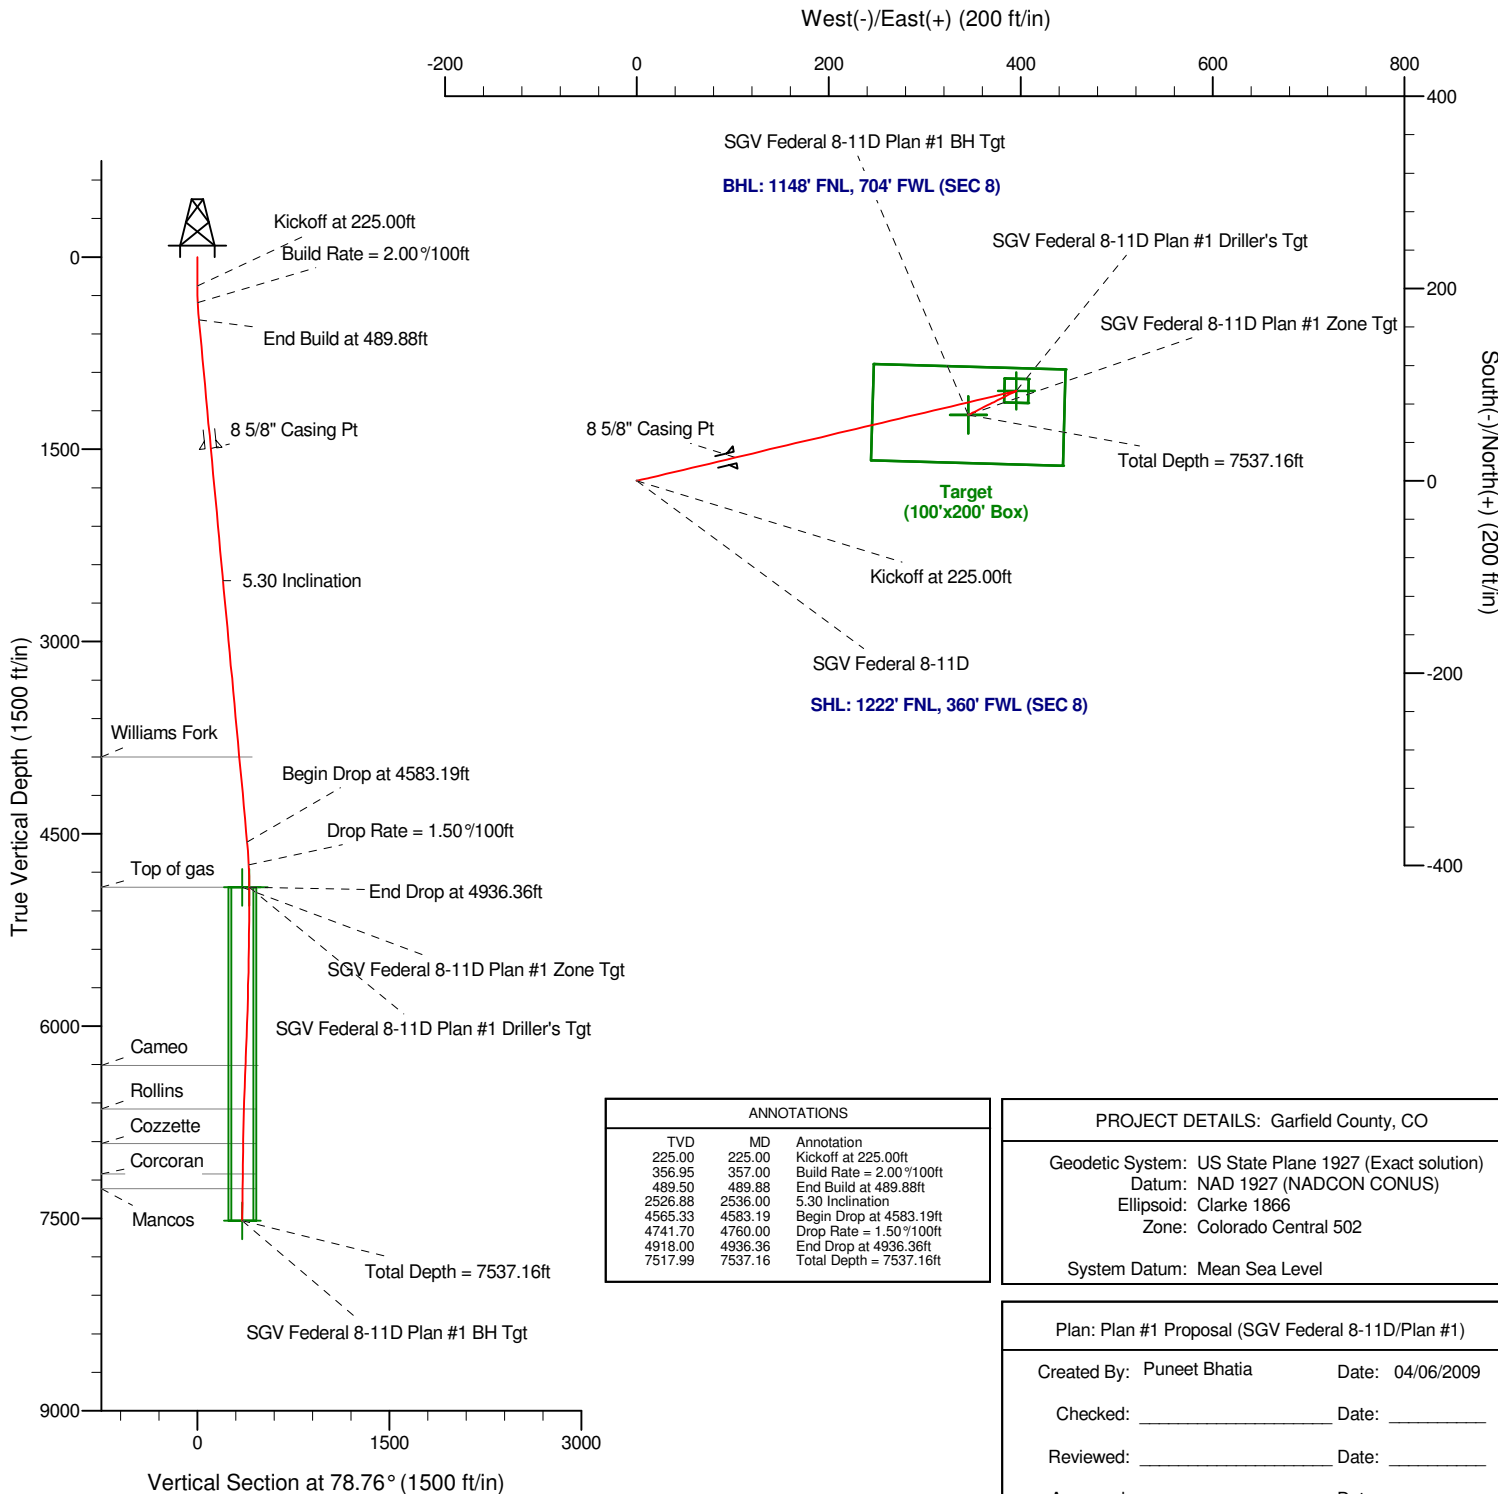 West(-)/East(+) (200 ft/in)
-200 0 200 400 600 800
400
200
0
-200
-400
South(-)/North(+) (200 ft/in)
SGV Federal 8-11D Plan #1 BH Tgt
BHL: 1148' FNL, 704' FWL (SEC 8)
SGV Federal 8-11D Plan #1 Driller's Tgt
SGV Federal 8-11D Plan #1 Zone Tgt
8 5/8" Casing Pt
Total Depth = 7537.16ft
Target
(100'x200' Box)
Kickoff at 225.00ft
SGV Federal 8-11D
SHL: 1222' FNL, 360' FWL (SEC 8)
True Vertical Depth (1500 ft/in)
0
1500
3000
4500
6000
7500
9000
Kickoff at 225.00ft
Build Rate = 2.00°/100ft
End Build at 489.88ft
8 5/8" Casing Pt
5.30 Inclination
Williams Fork
Begin Drop at 4583.19ft
Drop Rate = 1.50°/100ft
Top of gas
End Drop at 4936.36ft
SGV Federal 8-11D Plan #1 Zone Tgt
SGV Federal 8-11D Plan #1 Driller's Tgt
Cameo
Rollins
Cozzette
Corcoran
Mancos
Total Depth = 7537.16ft
SGV Federal 8-11D Plan #1 BH Tgt
0 1500 3000
Vertical Section at 78.76° (1500 ft/in)
ANNOTATIONS
TVD MD Annotation
225.00 225.00 Kickoff at 225.00ft
356.95 357.00 Build Rate = 2.00°/100ft
489.50 489.88 End Build at 489.88ft
2526.88 2536.00 5.30 Inclination
4565.33 4583.19 Begin Drop at 4583.19ft
4741.70 4760.00 Drop Rate = 1.50°/100ft
4918.00 4936.36 End Drop at 4936.36ft
7517.99 7537.16 Total Depth = 7537.16ft
PROJECT DETAILS: Garfield County, CO
Geodetic System: US State Plane 1927 (Exact solution)
Datum: NAD 1927 (NADCON CONUS)
Ellipsoid: Clarke 1866
Zone: Colorado Central 502
System Datum: Mean Sea Level
Plan: Plan #1 Proposal (SGV Federal 8-11D/Plan #1)
Created By: Puneet Bhatia Date: 04/06/2009
Checked: ____________________ Date: __________
Reviewed: ____________________ Date: __________